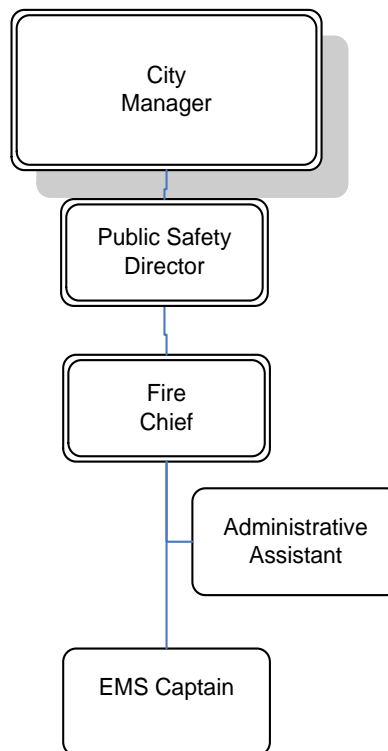 City
Manager
Public Safety
Director
Fire
Chief
Administrative
Assistant
EMS Captain